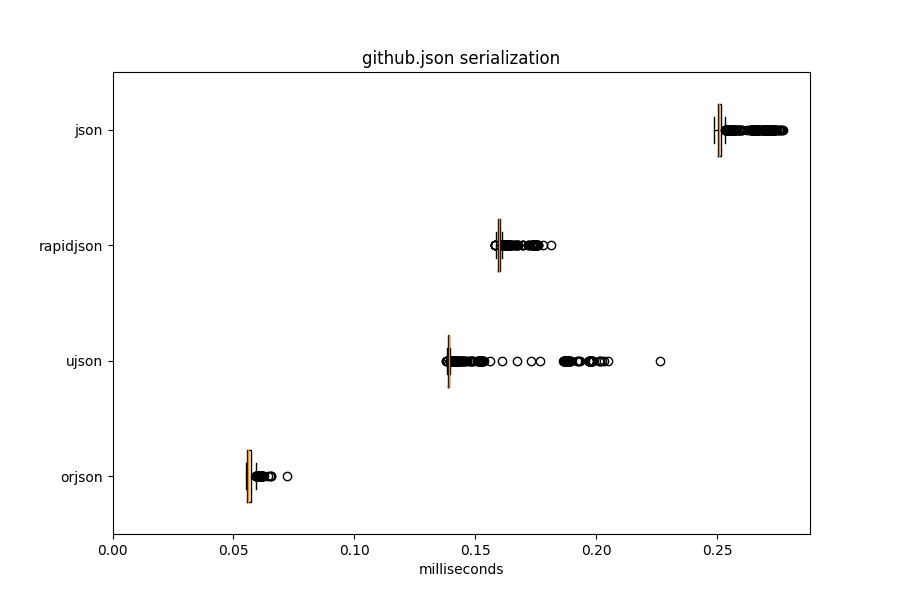 github.json serialization
json
rapidjson
ujson
orjson
0.00 0.05 0.10 0.15 0.20 0.25
milliseconds